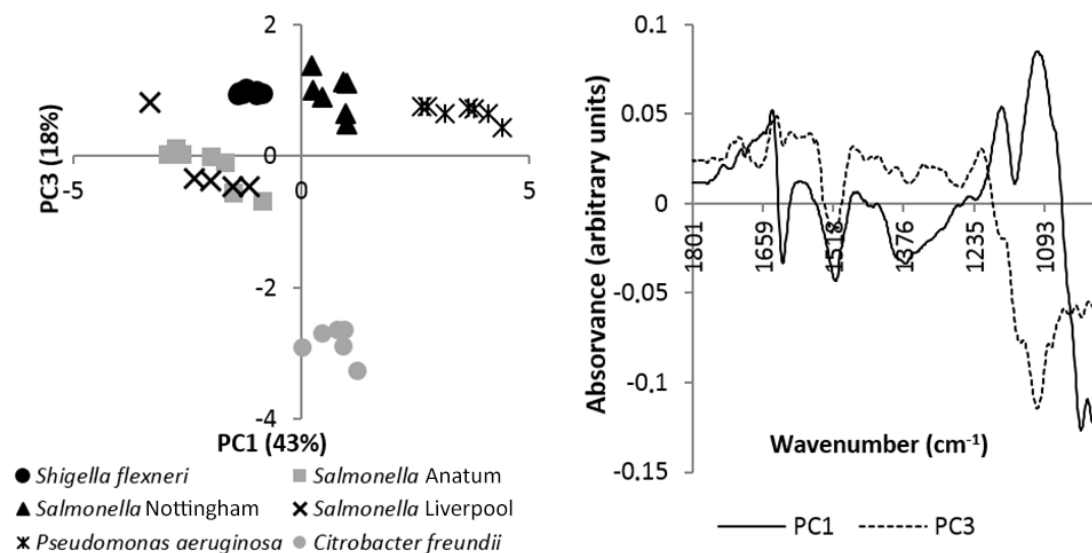 2
0
-2
-4
-5
0
5
PC3 (18%)
PC1 (43%)
Shigella flexneri
Salmonella Anatum
Salmonella Nottingham
Salmonella Liverpool
Pseudomonas aeruginosa
Citrobacter freundii
0.1
0.05
0
-0.05
-0.1
-0.15
Absorvance (arbitrary units)
1801
1659
1518
1376
1235
1093
Wavenumber (cm-1)
PC1
PC3